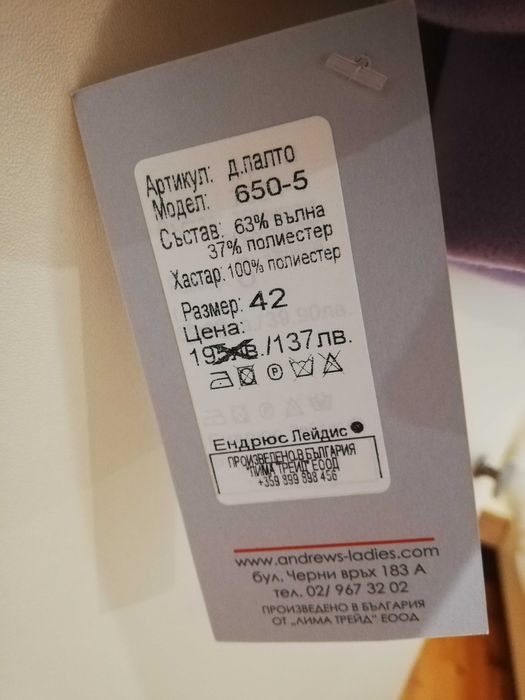 Артикул: д.палто
Модел: 650-5
Състав: 63% вълна
37% полиестер
Хастар: 100% полиестер
Размер: 42
Цена:
195лв./137лв.
Ендрюс Лейдис
ПРОИЗВЕДЕНО В БЪЛГАРИЯ
"ЛИМА ТРЕЙД" ЕООД
+359 899 898 456
www.andrews-ladies.com
бул. Черни връх 183 А
тел. 02/ 967 32 02
ПРОИЗВЕДЕНО В БЪЛГАРИЯ
ОТ „ЛИМА ТРЕЙД" ЕООД